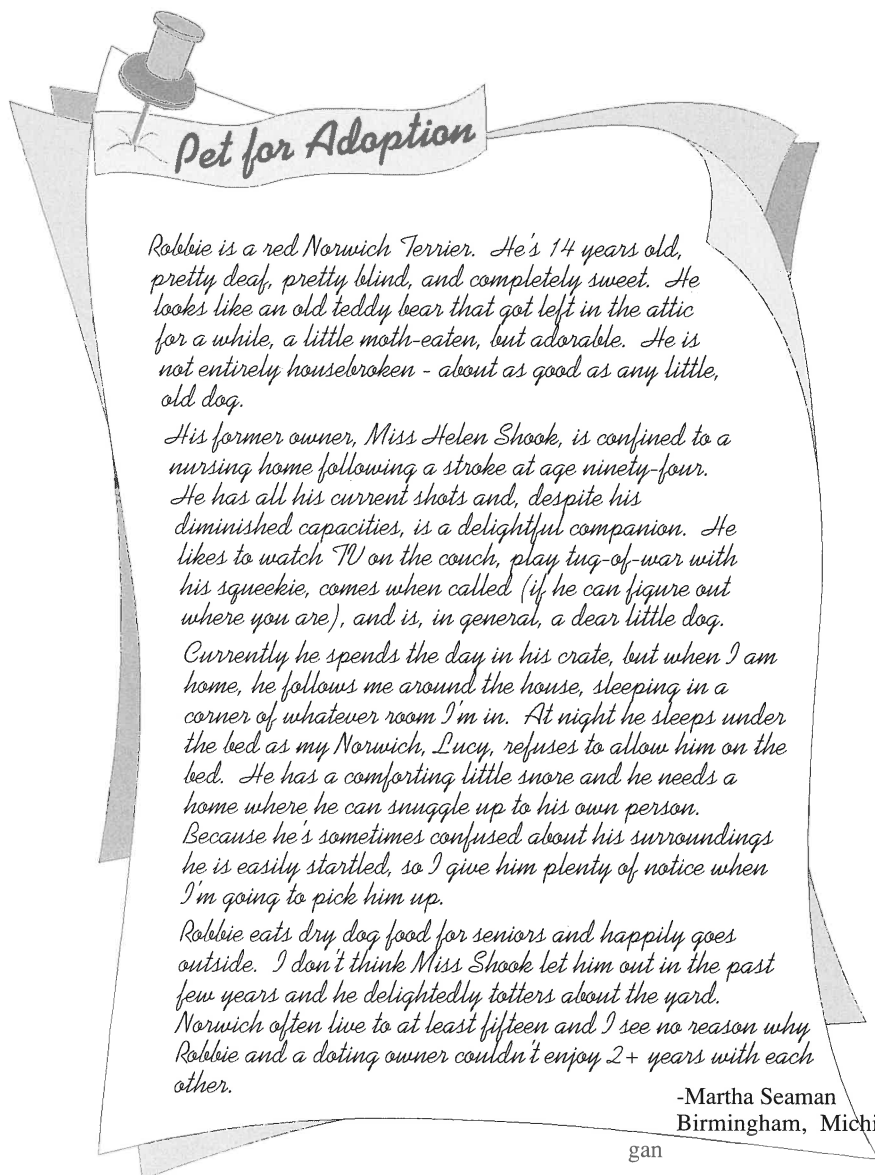 Pet for Adoption
Robbie is a red Norwich Terrier. He's 14 years old,
pretty deaf, pretty blind, and completely sweet. He
looks like an old teddy bear that got left in the attic
for a while, a little moth-eaten, but adorable. He is
not entirely housebroken - about as good as any little,
old dog.
His former owner, Miss Helen Shook, is confined to a
nursing home following a stroke at age ninety-four.
He has all his current shots and, despite his
diminished capacities, is a delightful companion. He
likes to watch TV on the couch, play tug-of-war with
his squeekie, comes when called (if he can figure out
where you are), and is, in general, a dear little dog.
Currently he spends the day in his crate, but when I am
home, he follows me around the house, sleeping in a
corner of whatever room I'm in. At night he sleeps under
the bed as my Norwich, Lucy, refuses to allow him on the
bed. He has a comforting little snore and he needs a
home where he can snuggle up to his own person.
Because he's sometimes confused about his surroundings
he is easily startled, so I give him plenty of notice when
I'm going to pick him up.
Robbie eats dry dog food for seniors and happily goes
outside. I don't think Miss Shook let him out in the past
few years and he delightedly totters about the yard.
Norwich often live to at least fifteen and I see no reason why
Robbie and a doting owner couldn't enjoy 2+ years with each
other.
-Martha Seaman
Birmingham, Michi
gan